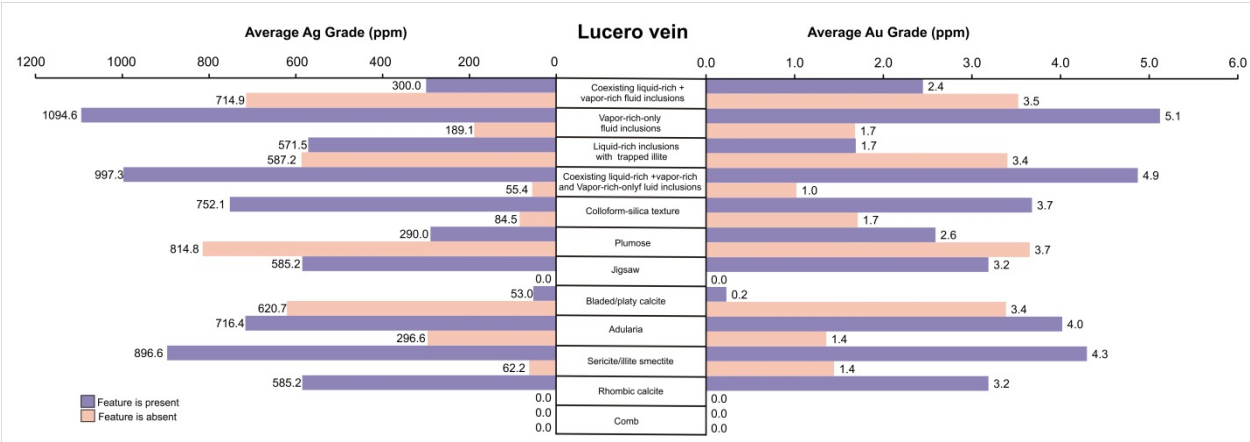 Average Ag Grade (ppm) Lucero vein Average Au Grade (ppm)
1200 1000 800 600 400 200 0 0.0 1.0 2.0 3.0 4.0 5.0 6.0
300.0 Coexisting liquid-rich + 2.4
714.9 vapor-rich fluid inclusions 3.5
1094.6 Vapor-rich-only 5.1
189.1 fluid inclusions 1.7
571.5 Liquid-rich inclusions 1.7
587.2 with trapped illite 3.4
997.3 Coexisting liquid-rich +vapor-rich 4.9
55.4 and Vapor-rich-onlyf luid inclusions 1.0
752.1 Colloform-silica texture 3.7
84.5 1.7
290.0 Plumose 2.6
814.8 3.7
585.2 Jigsaw 3.2
0.0 0.0
53.0 Bladed/platy calcite 0.2
620.7 3.4
716.4 Adularia 4.0
296.6 1.4
896.6 Sericite/illite smectite 4.3
62.2 1.4
585.2 Rhombic calcite 3.2
0.0 0.0
0.0 Comb 0.0
0.0 0.0
Feature is present
Feature is absent